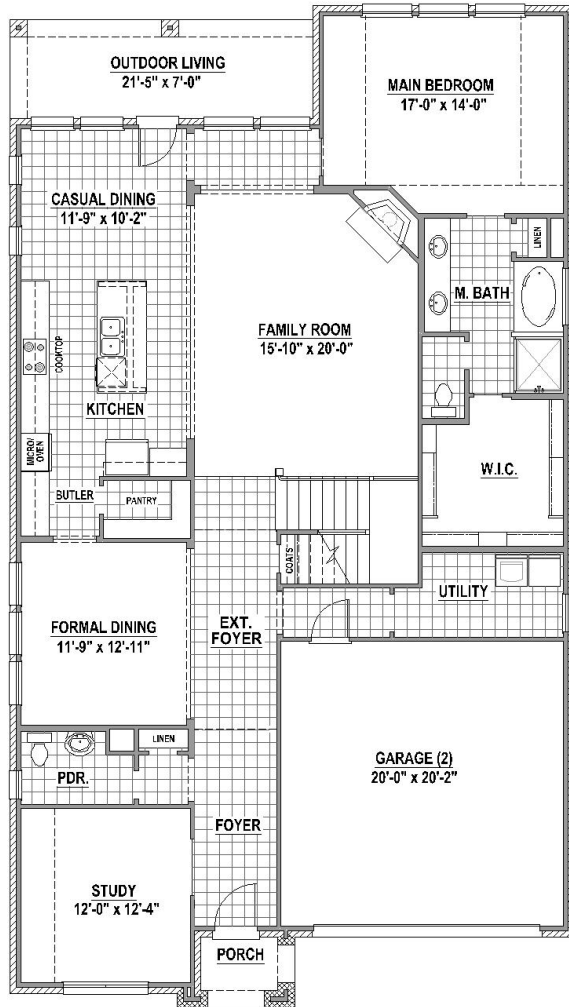 OUTDOOR LIVING
21'-5" x 7'-0"
MAIN BEDROOM
17'-0" x 14'-0"
CASUAL DINING
11'-9" x 10'-2"
LINEN
M. BATH
FAMILY ROOM
15'-10" x 20'-0"
COOKTOP
KITCHEN
MICRO/
OVEN
W.I.C.
BUTLER
PANTRY
COATS
UTILITY
FORMAL DINING
11'-9" x 12'-11"
EXT.
FOYER
LINEN
PDR.
GARAGE (2)
20'-0" x 20'-2"
FOYER
STUDY
12'-0" x 12'-4"
PORCH